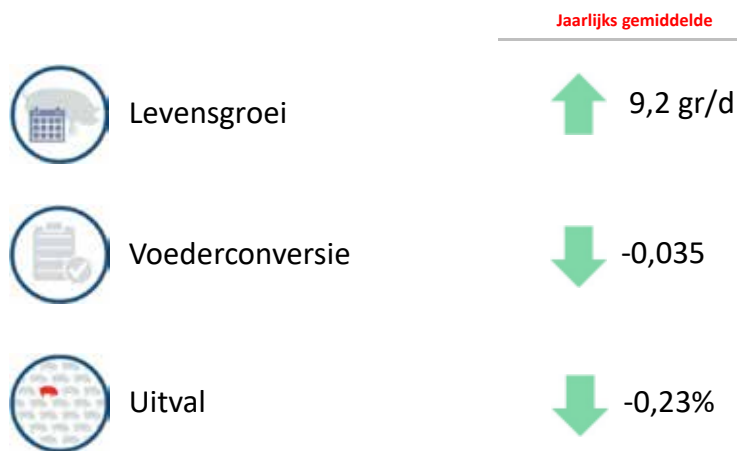 Jaarlijks gemiddelde
Levensgroei 9,2 gr/d
Voederconversie -0,035
Uitval -0,23%